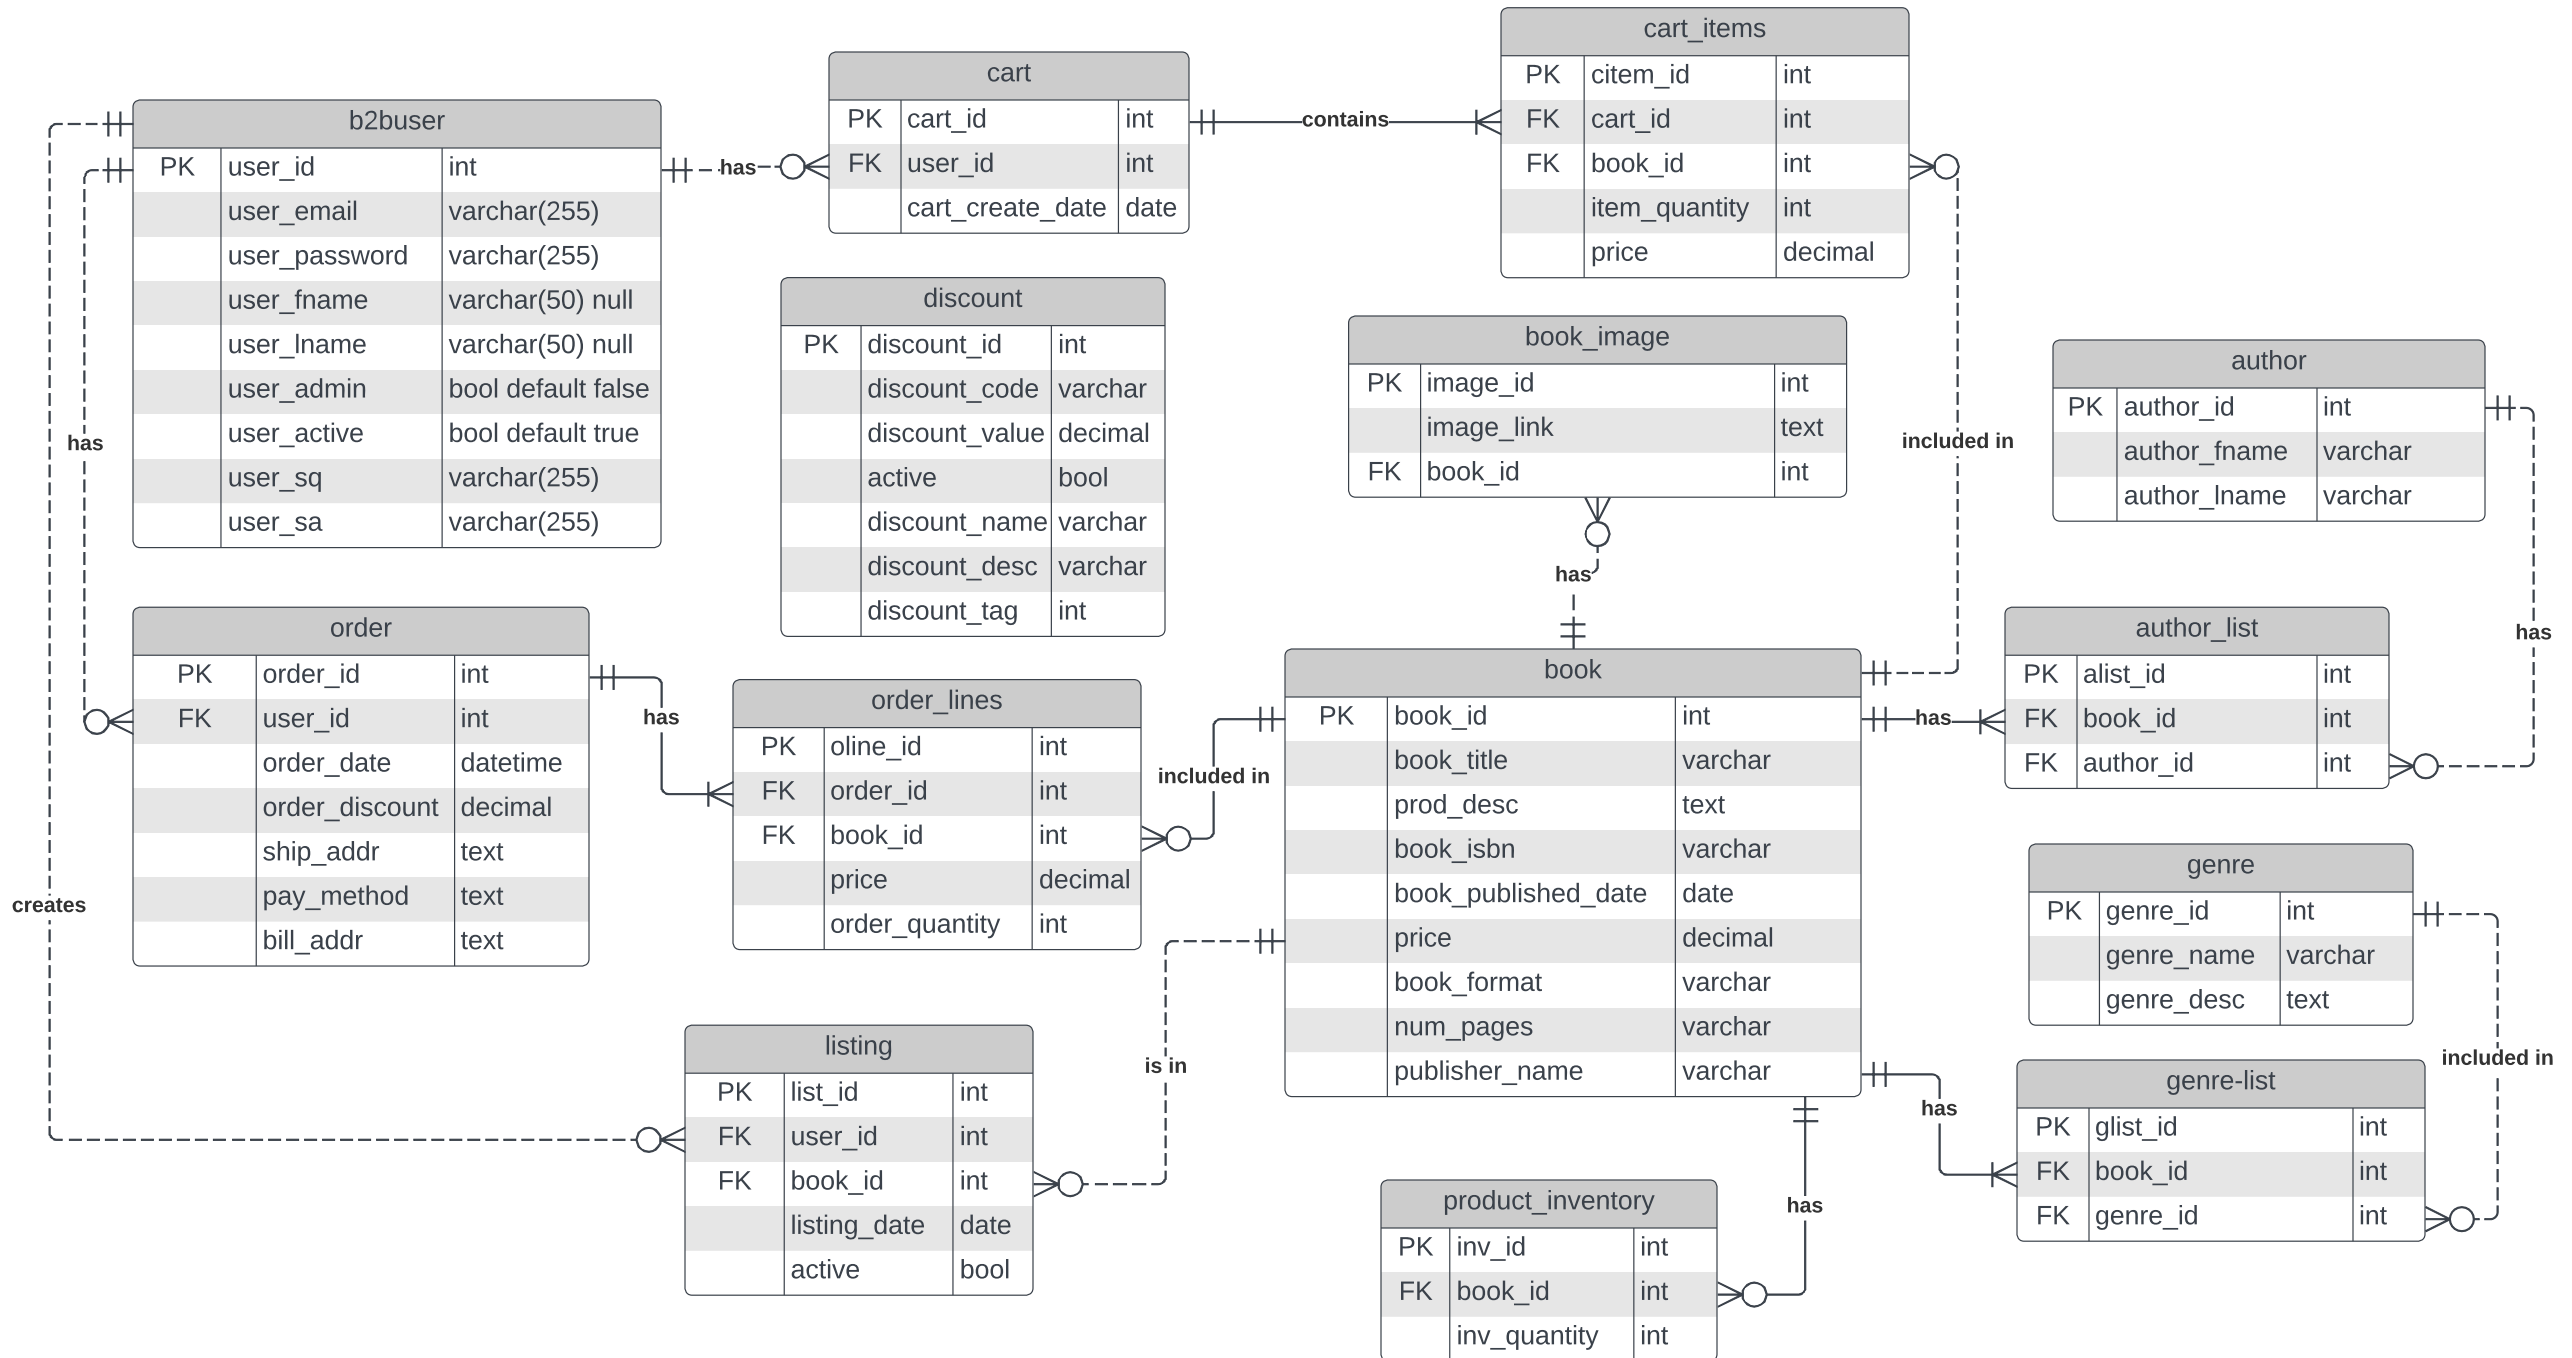 b2buser
PK user_id int
user_email varchar(255)
user_password varchar(255)
user_fname varchar(50) null
user_lname varchar(50) null
user_admin bool default false
user_active bool default true
user_sq varchar(255)
user_sa varchar(255)
has
cart
PK cart_id int
FK user_id int
cart_create_date date
contains
cart_items
PK citem_id int
FK cart_id int
FK book_id int
item_quantity int
price decimal
discount
PK discount_id int
discount_code varchar
discount_value decimal
active bool
discount_name varchar
discount_desc varchar
discount_tag int
book_image
PK image_id int
image_link text
FK book_id int
included in
author
PK author_id int
author_fname varchar
author_lname varchar
has
has
has
order
PK order_id int
FK user_id int
order_date datetime
order_discount decimal
ship_addr text
pay_method text
bill_addr text
has
order_lines
PK oline_id int
FK order_id int
FK book_id int
price decimal
order_quantity int
included in
book
PK book_id int
book_title varchar
prod_desc text
book_isbn varchar
book_published_date date
price decimal
book_format varchar
num_pages varchar
publisher_name varchar
has
author_list
PK alist_id int
FK book_id int
FK author_id int
genre
PK genre_id int
genre_name varchar
genre_desc text
creates
listing
PK list_id int
FK user_id int
FK book_id int
listing_date date
active bool
is in
has
included in
genre-list
PK glist_id int
FK book_id int
FK genre_id int
product_inventory
PK inv_id int
FK book_id int
inv_quantity int
has